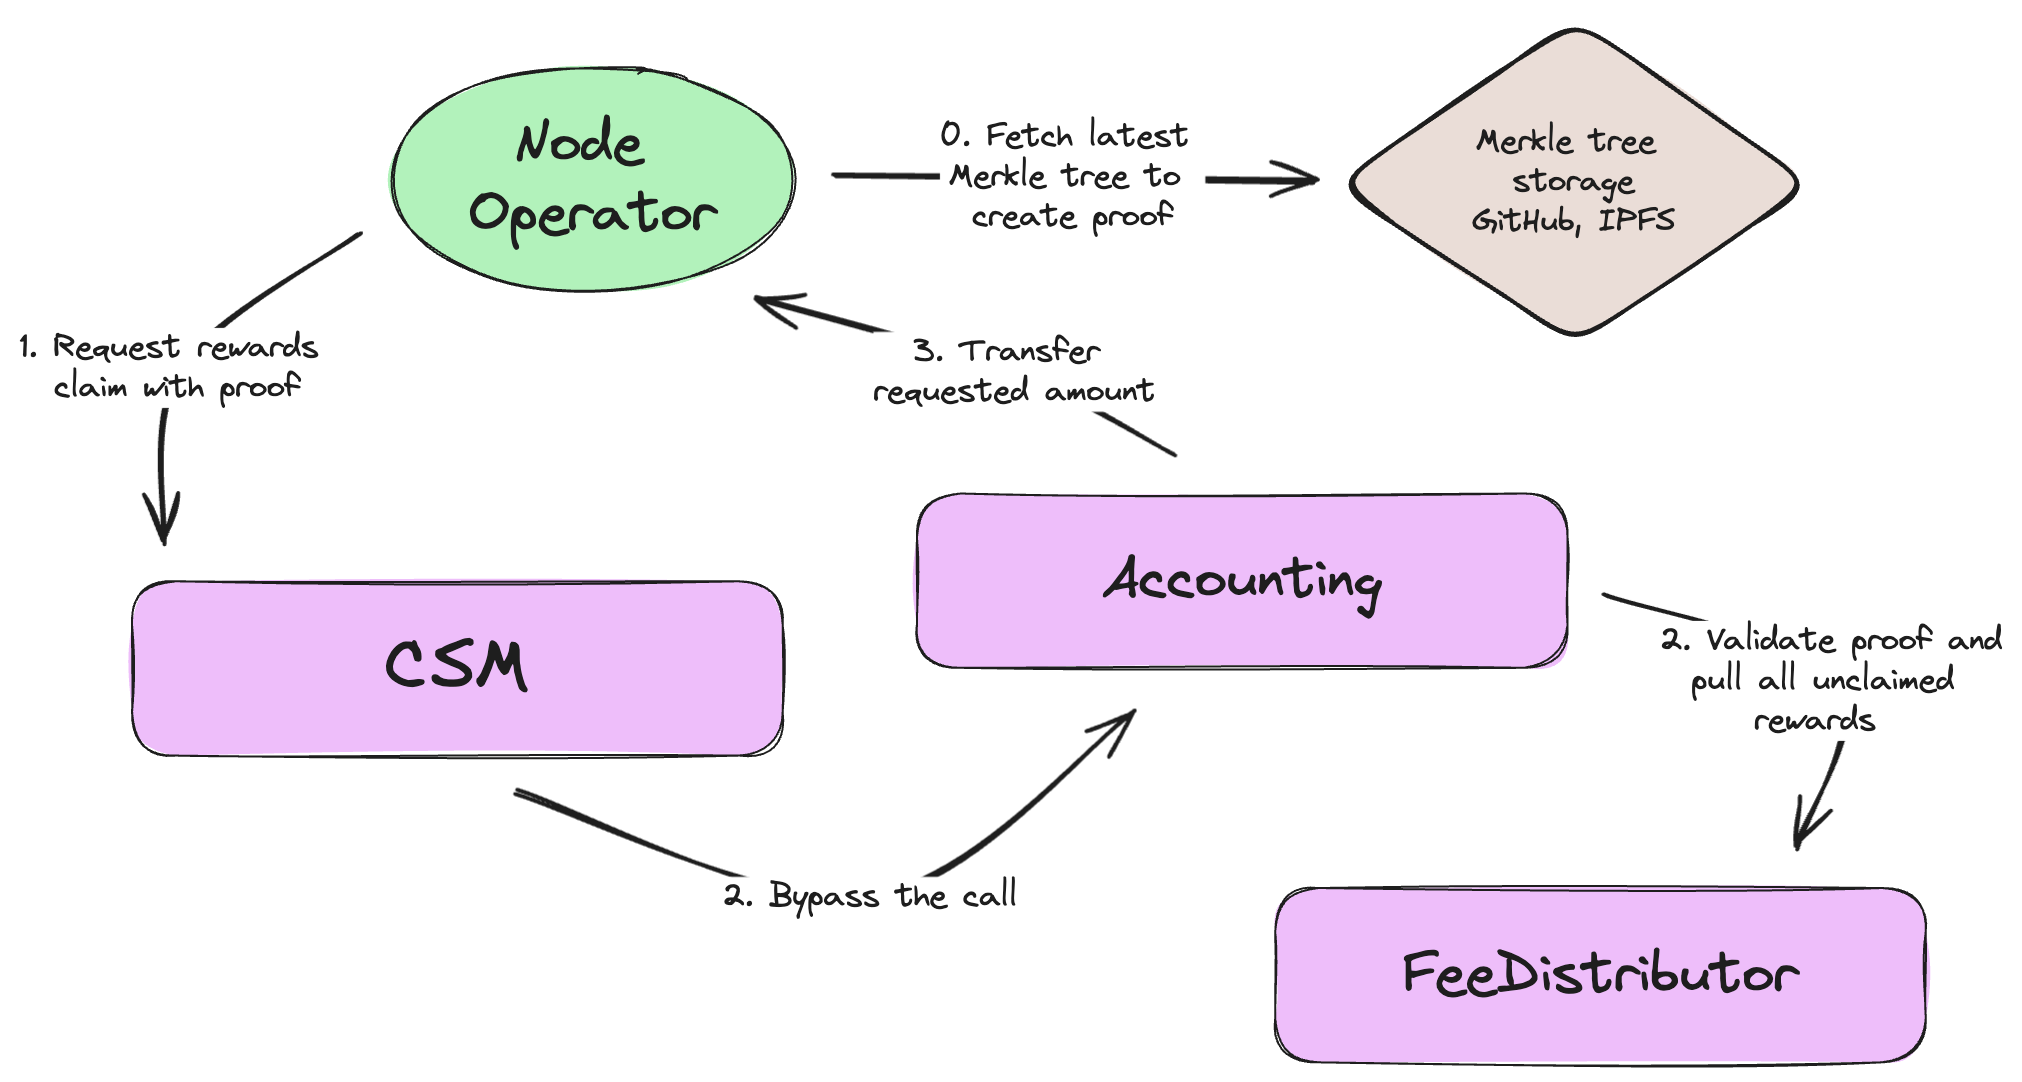 Node
Operator
0. Fetch latest
Merkle tree to
create proof
Merkle tree
storage
GitHub, IPFS
1. Request rewards
claim with proof
3. Transfer
requested amount
Accounting
CSM
2. Validate proof and
pull all unclaimed
rewards
2. Bypass the call
FeeDistributor